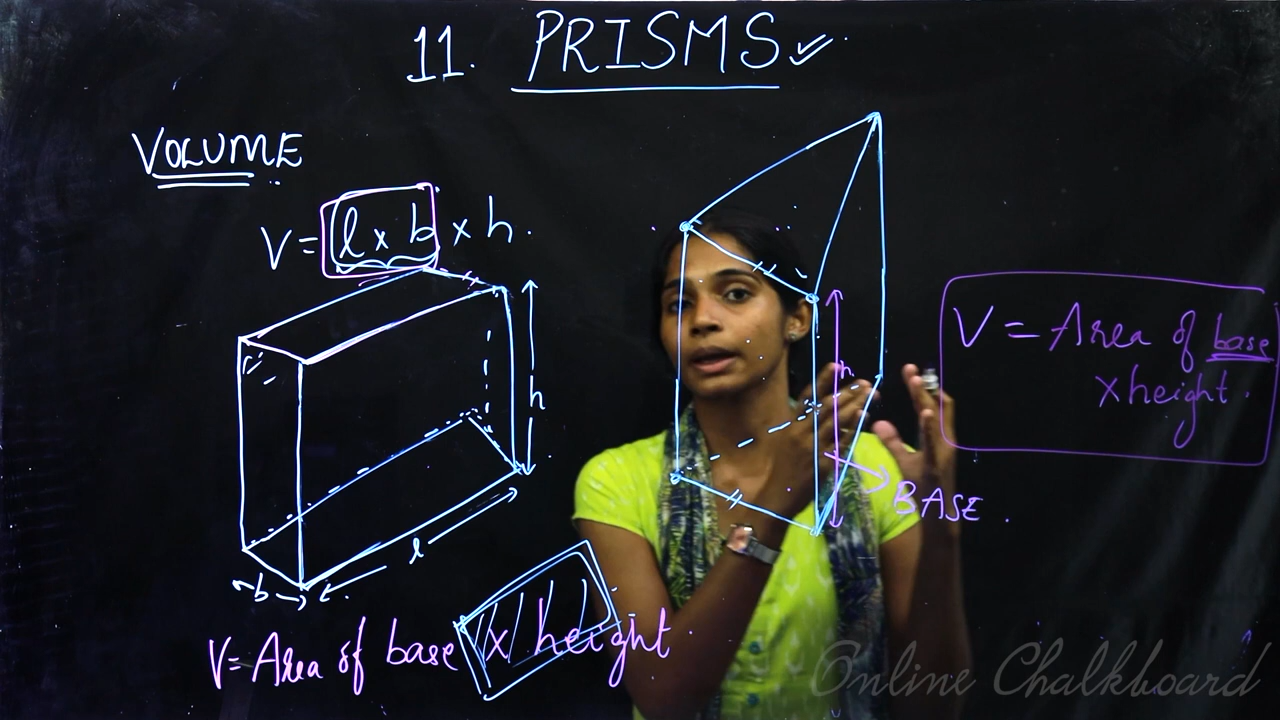 11. PRISMS
VOLUME
V = l x b x h.
h
l
b
V = Area of base x height.
h
BASE.
V = Area of base
x height.
Online Chalkboard